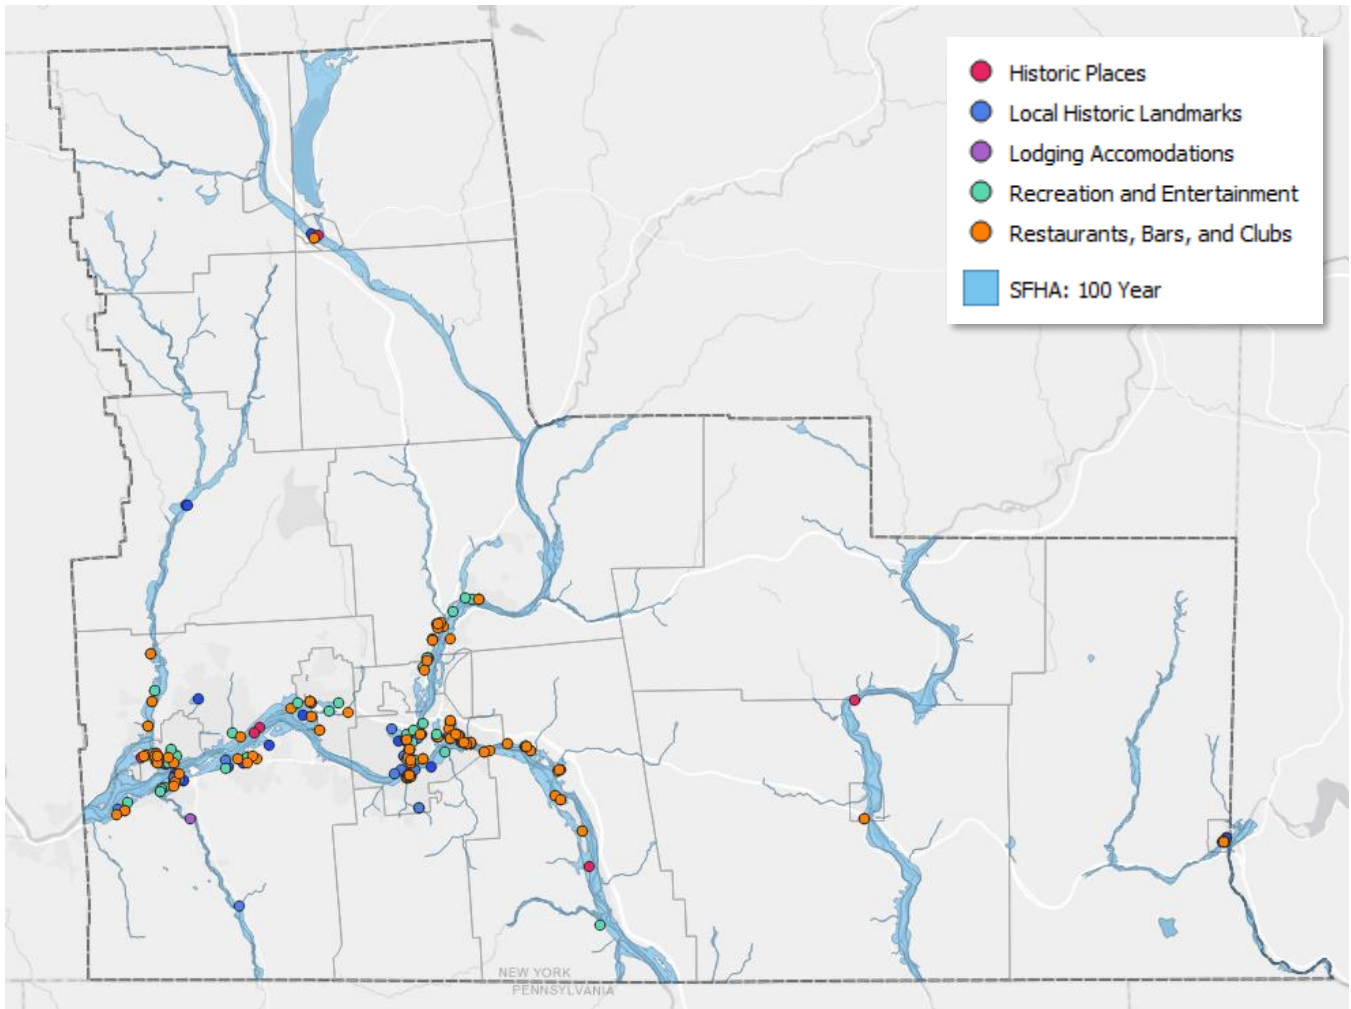 Historic Places
Local Historic Landmarks
Lodging Accomodations
Recreation and Entertainment
Restaurants, Bars, and Clubs
SFHA: 100 Year
NEW YORK
PENNSYLVANIA